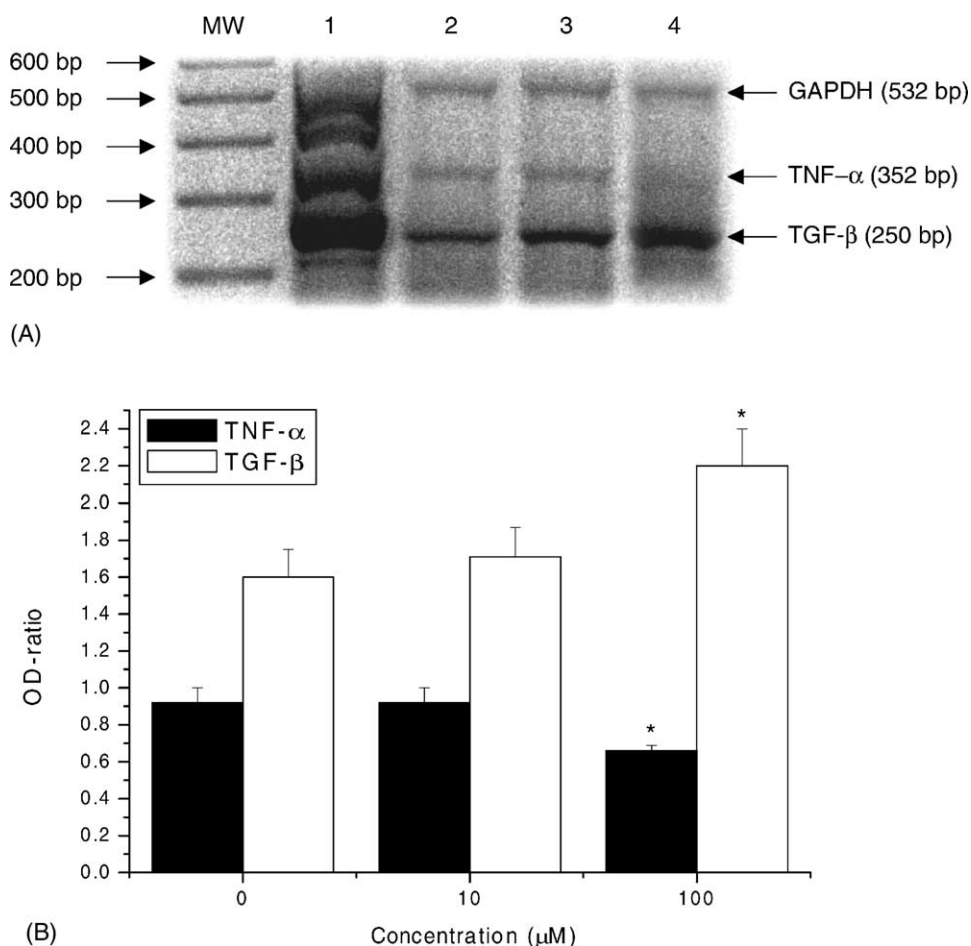 MW 1 2 3 4
600 bp
500 bp
400 bp
300 bp
200 bp
GAPDH (532 bp)
TNF–α (352 bp)
TGF-β (250 bp)
(A)
TNF-α
TGF-β
*
*
2.4
2.2
2.0
1.8
1.6
1.4
1.2
1.0
0.8
0.6
0.4
0.2
0.0
OD-ratio
0 10 100
Concentration (μM)
(B)